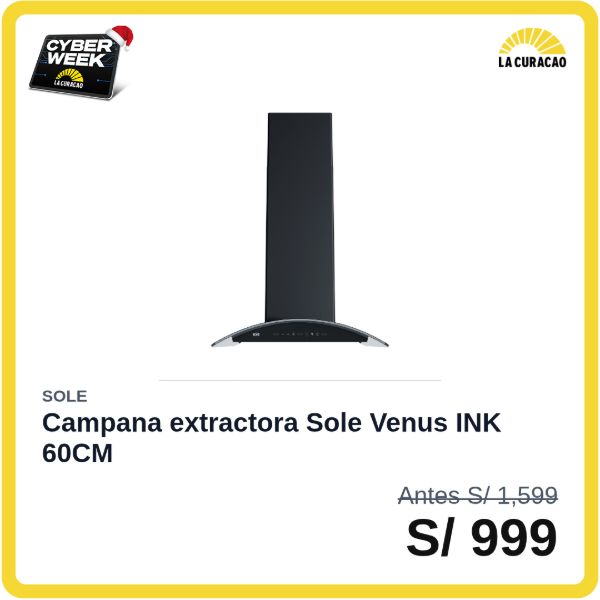 CYBER
WEEK
LA CURACAO
LA CURACAO
SOLE
Campana extractora Sole Venus INK
60CM
Antes S/ 1,599
S/ 999